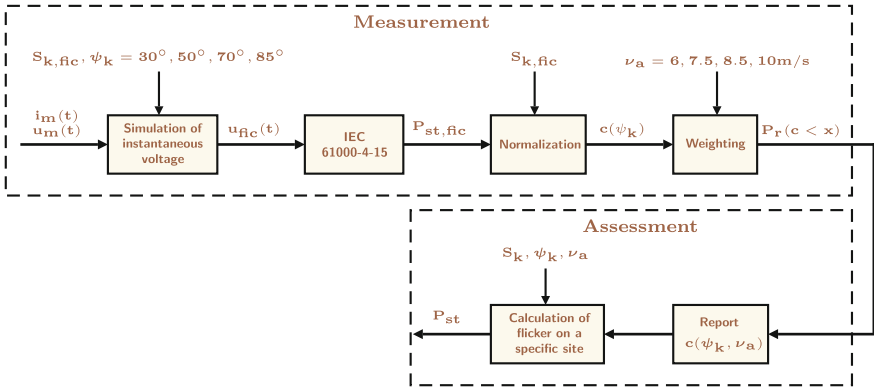 Measurement
S_k,fic, ψ_k = 30°, 50°, 70°, 85°
S_k,fic
ν_a = 6, 7.5, 8.5, 10m/s
i_m(t)
u_m(t)
Simulation of
instantaneous
voltage
u_fic(t)
IEC
61000-4-15
P_st,fic
Normalization
c(ψ_k)
Weighting
P_r(c < x)
Assessment
S_k, ψ_k, ν_a
P_st
Calculation of
flicker on a
specific site
Report
c(ψ_k, ν_a)